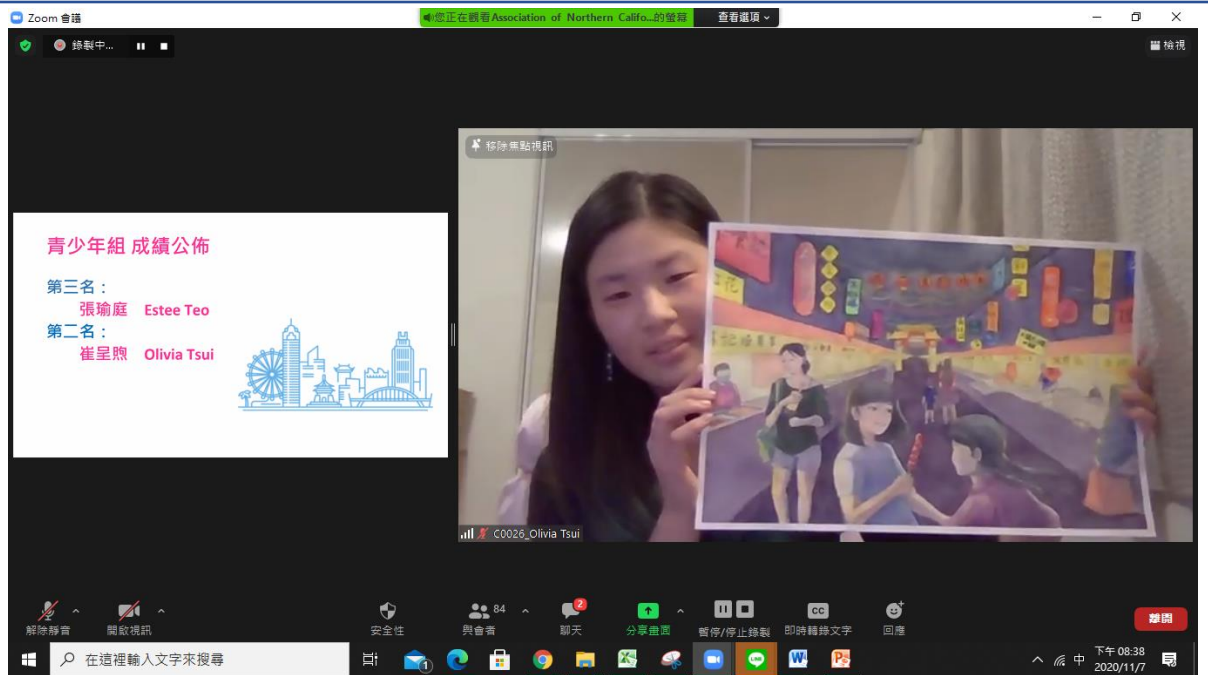 Zoom 會議
您正在觀看Association of Northern Califo...的螢幕
查看選項
錄製中...
檢視
移除焦點視訊
青少年組 成績公佈
第三名：
張瑜庭 Estee Teo
第二名：
崔呈煦 Olivia Tsui
C0026_Olivia Tsui
解除靜音
開啟視訊
安全性
84
與會者
2
聊天
分享畫面
暫停/停止錄製
CC
即時轉錄文字
回應
離開
在這裡輸入文字來搜尋
1
LINE
中
下午 08:38
2020/11/7